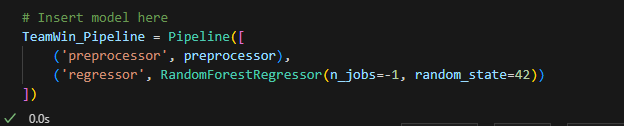 # Insert model here
TeamWin_Pipeline = Pipeline([
    ('preprocessor', preprocessor),
    ('regressor', RandomForestRegressor(n_jobs=-1, random_state=42))
])
✓ 0.0s